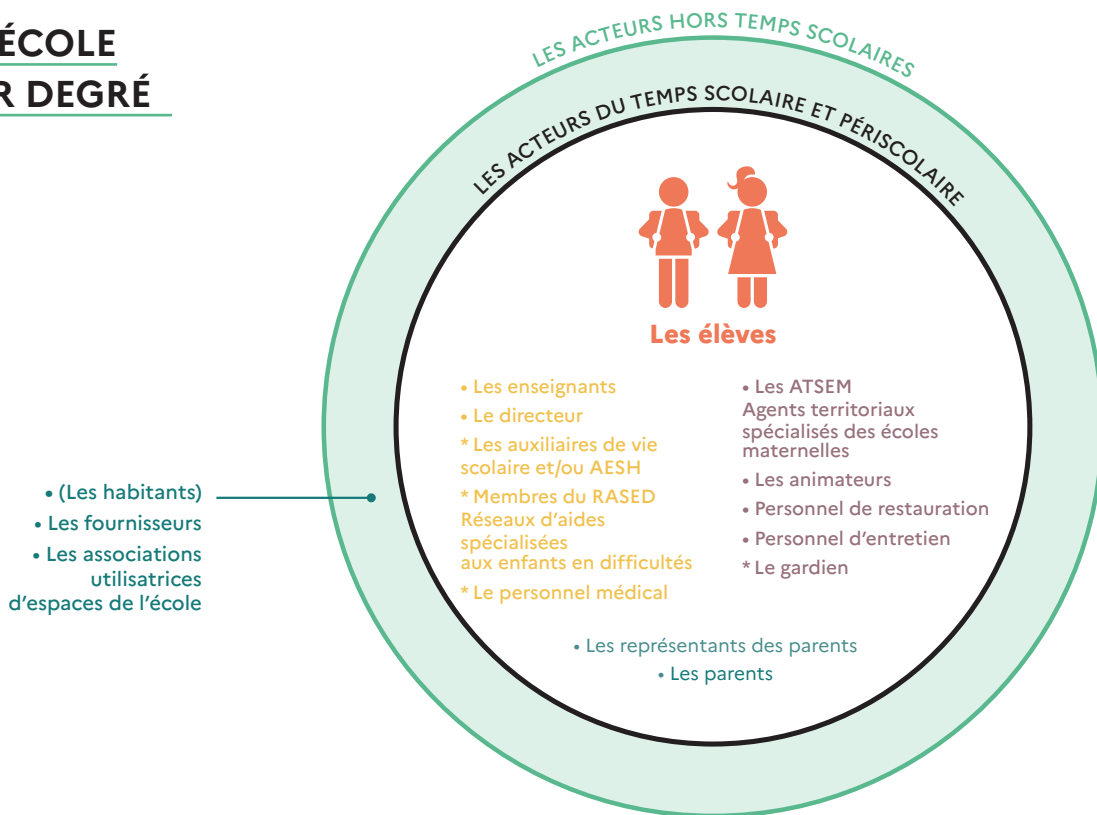 ÉCOLE
R DEGRÉ
LES ACTEURS HORS TEMPS SCOLAIRES
LES ACTEURS DU TEMPS SCOLAIRE ET PÉRISCOLAIRE
Les élèves
• Les enseignants
• Le directeur
* Les auxiliaires de vie
scolaire et/ou AESH
* Membres du RASED
Réseaux d'aides
spécialisées
aux enfants en difficultés
* Le personnel médical
• Les ATSEM
Agents territoriaux
spécialisés des écoles
maternelles
• Les animateurs
• Personnel de restauration
• Personnel d'entretien
* Le gardien
• Les représentants des parents
• Les parents
• (Les habitants)
• Les fournisseurs
• Les associations
utilisatrices
d'espaces de l'école